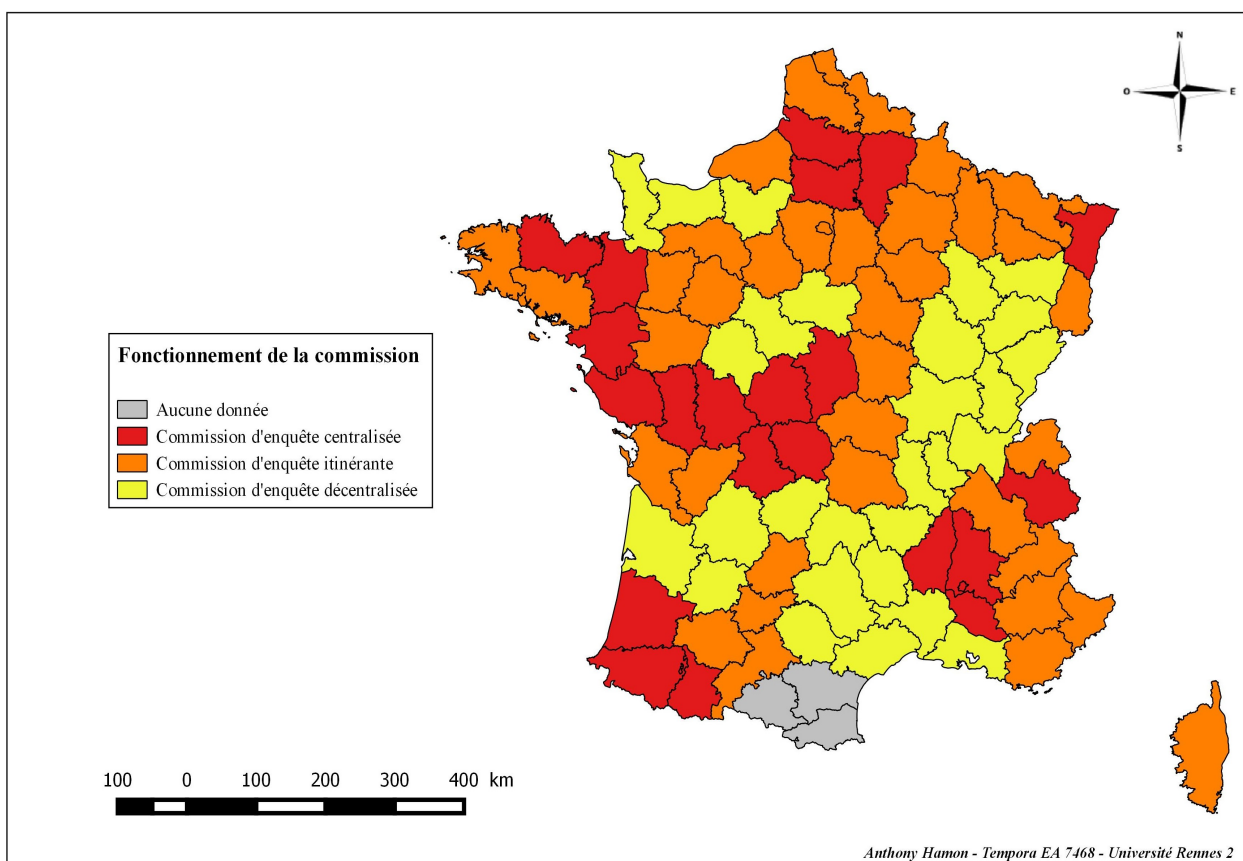 N
O
E
S
Fonctionnement de la commission
Aucune donnée
Commission d'enquête centralisée
Commission d'enquête itinérante
Commission d'enquête décentralisée
100 0 100 200 300 400 km
Anthony Hamon - Tempora EA 7468 - Université Rennes 2